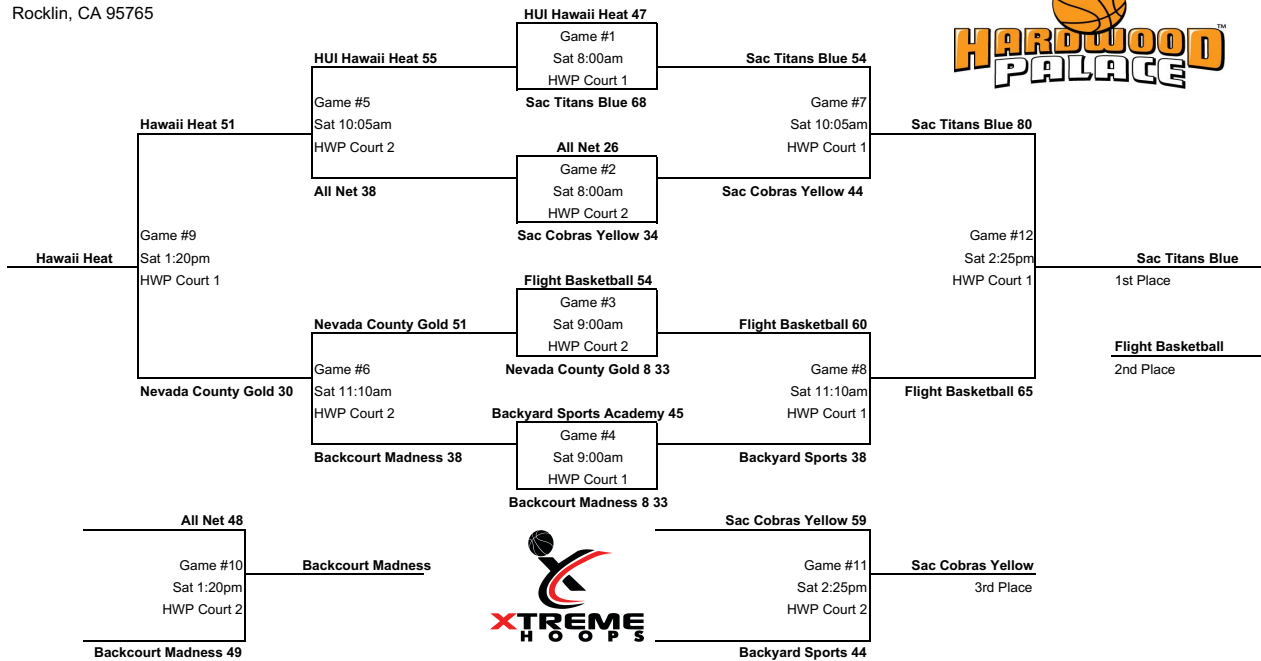 Rocklin, CA 95765
HARDWOOD
PALACE
™
HUI Hawaii Heat 47
Game #1
Sat 8:00am
HWP Court 1
Sac Titans Blue 68
HUI Hawaii Heat 55
Game #5
Sat 10:05am
HWP Court 2
All Net 38
Sac Titans Blue 54
Game #7
Sat 10:05am
HWP Court 1
Sac Cobras Yellow 44
All Net 26
Game #2
Sat 8:00am
HWP Court 2
Sac Cobras Yellow 34
Hawaii Heat 51
Game #9
Sat 1:20pm
HWP Court 1
Nevada County Gold 30
Hawaii Heat
Sac Titans Blue 80
Game #12
Sat 2:25pm
HWP Court 1
Flight Basketball 65
Sac Titans Blue
1st Place
Flight Basketball
2nd Place
Flight Basketball 54
Game #3
Sat 9:00am
HWP Court 2
Nevada County Gold 8 33
Nevada County Gold 51
Game #6
Sat 11:10am
HWP Court 2
Backcourt Madness 38
Flight Basketball 60
Game #8
Sat 11:10am
HWP Court 1
Backyard Sports 38
Backyard Sports Academy 45
Game #4
Sat 9:00am
HWP Court 1
Backcourt Madness 8 33
All Net 48
Game #10
Sat 1:20pm
HWP Court 2
Backcourt Madness 49
Backcourt Madness
XTREME
HOOPS
Sac Cobras Yellow 59
Game #11
Sat 2:25pm
HWP Court 2
Backyard Sports 44
Sac Cobras Yellow
3rd Place